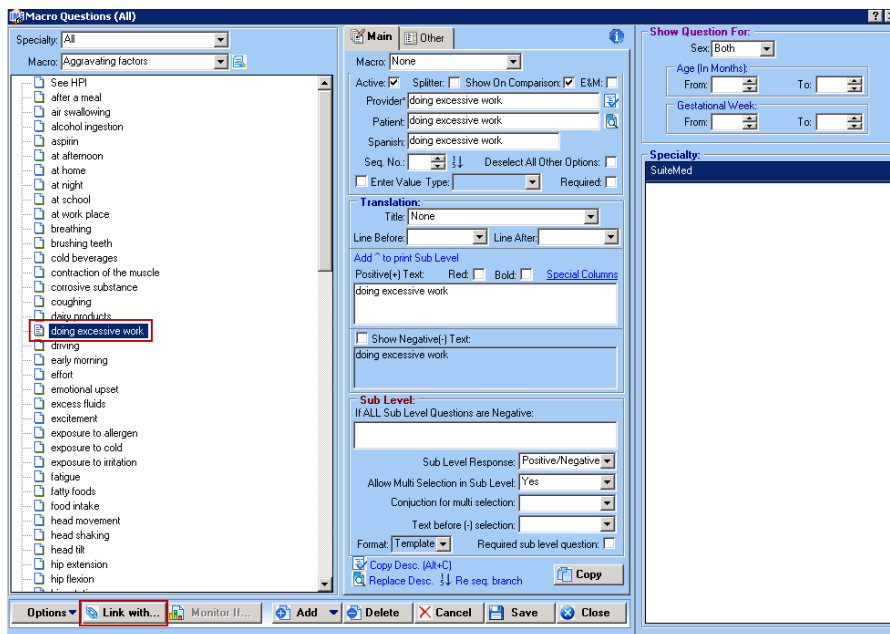 Macro Questions (All)
Specialty: All
Macro: Aggravating factors
See HPI
after a meal
air swallowing
alcohol ingestion
aspirin
at afternoon
at home
at night
at school
at work place
breathing
brushing teeth
cold beverages
contraction of the muscle
corrosive substance
coughing
dairy products
doing excessive work
driving
early morning
effort
emotional upset
excess fluids
excitement
exposure to allergen
exposure to cold
exposure to irritation
fatigue
fatty foods
food intake
head movement
head shaking
head tilt
hip extension
hip flexion
Main Other
Macro: None
Active: Splitter: Show On Comparison: E&M:
Provider* doing excessive work
Patient: doing excessive work
Spanish: doing excessive work
Seq. No.: Deselect All Other Options:
Enter Value Type: Required:
Translation:
Title: None
Line Before: Line After:
Add ^ to print Sub Level
Positive(+) Text: Red: Bold: Special Columns
doing excessive work
Show Negative(-) Text:
doing excessive work
Sub Level:
If ALL Sub Level Questions are Negative:
Sub Level Response: Positive/Negative
Allow Multi Selection in Sub Level: Yes
Conjuction for multi selection:
Text before (-) selection:
Format: Template Required sub level question:
Copy Desc. (Alt+C)
Replace Desc. Re seq. branch
Copy
Show Question For:
Sex: Both
Age (In Months):
From: To:
Gestational Week:
From: To:
Specialty:
SuiteMed
Options Link with... Monitor If... Add Delete Cancel Save Close